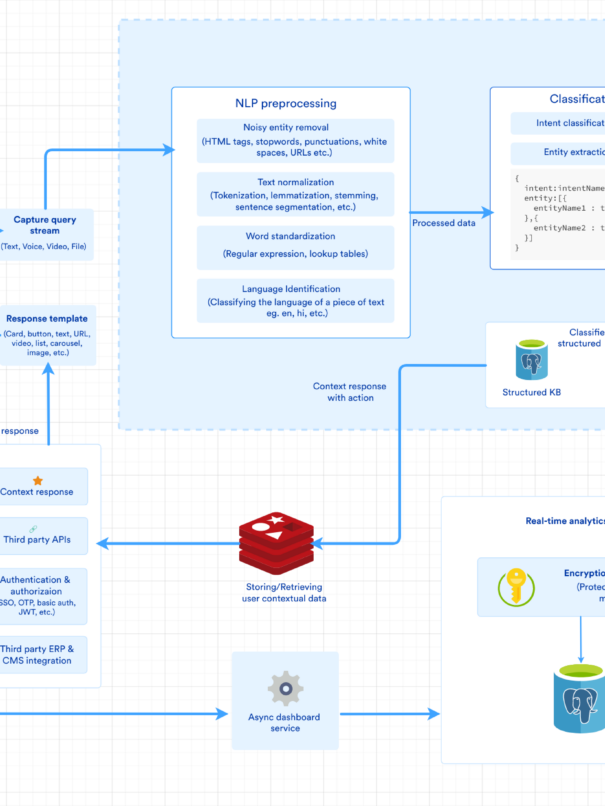 NLP preprocessing
Noisy entity removal
(HTML tags, stopwords, punctuations, white
spaces, URLs etc.)
Text normalization
(Tokenization, lemmatization, stemming,
sentence segmentation, etc.)
Word standardization
(Regular expression, lookup tables)
Language Identification
(Classifying the language of a piece of text
eg. en, hi, etc.)
Processed data
Classificat
Intent classificat
Entity extractio
{
intent:intentName
entity:[{
entityName1 : t
},{
entityName2 : t
}]
}
Classifie
structured
Structured KB
Capture query
stream
(Text, Voice, Video, File)
Response template
(Card, button, text, URL,
video, list, carousel,
image, etc.)
response
Context response
with action
Context response
Third party APIs
Authentication &
authorizaion
SSO, OTP, basic auth,
JWT, etc.)
Third party ERP &
CMS integration
Storing/Retrieving
user contextual data
Async dashboard
service
Real-time analytics
Encryptio
(Protec
m